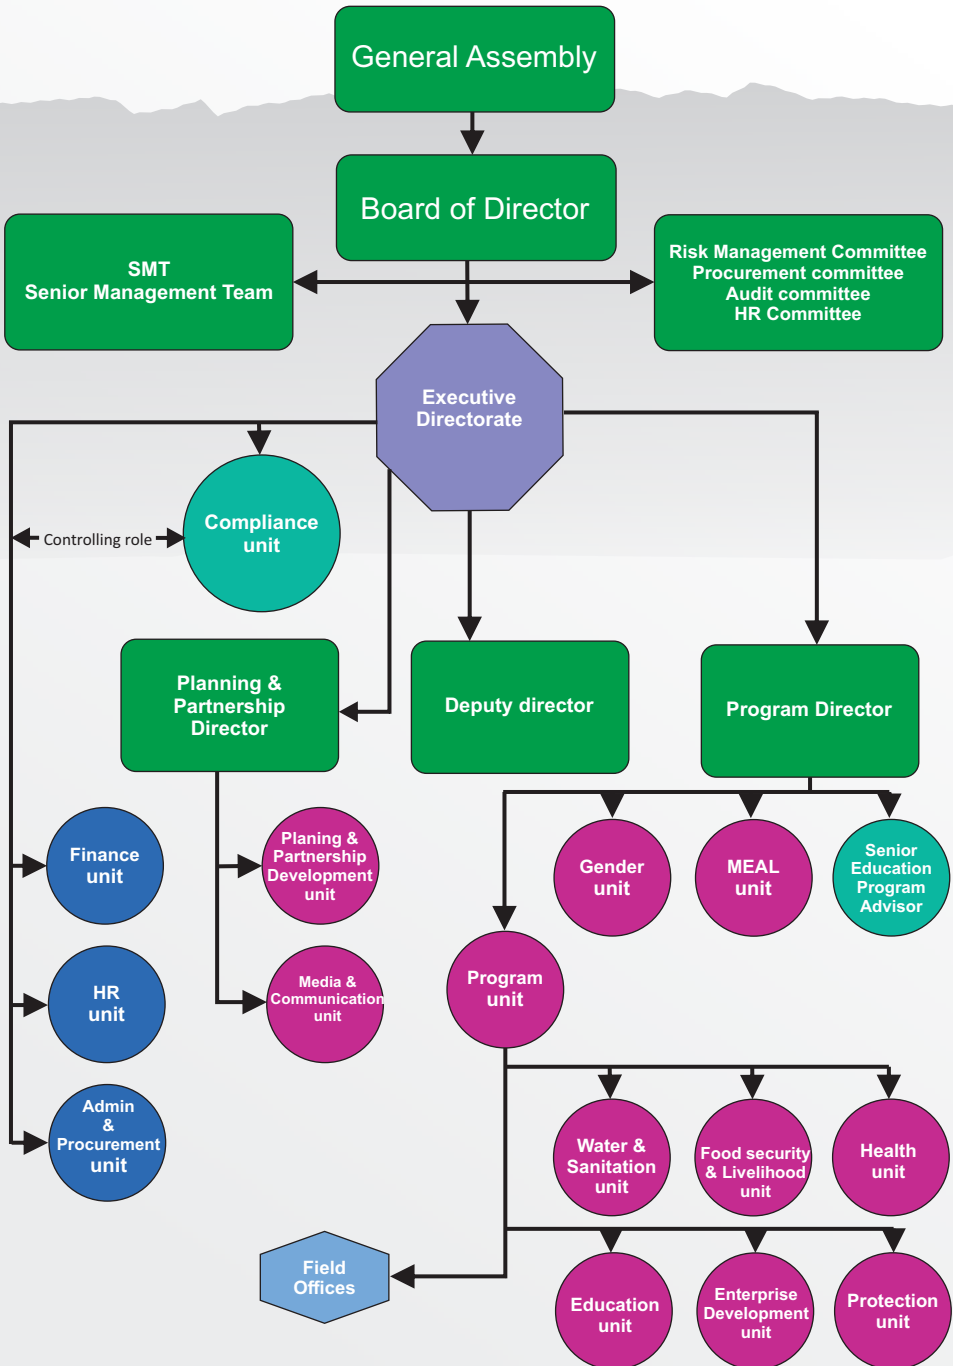 General Assembly
Board of Director
SMT
Senior Management Team
Risk Management Committee
Procurement committee
Audit committee
HR Committee
Executive
Directorate
Compliance
unit
Controlling role
Planning &
Partnership
Director
Deputy director
Program Director
Finance
unit
Planing &
Partnership
Development
unit
Gender
unit
MEAL
unit
Senior
Education
Program
Advisor
HR
unit
Media &
Communication
unit
Program
unit
Admin
&
Procurement
unit
Water &
Sanitation
unit
Food security
& Livelihood
unit
Health
unit
Field
Offices
Education
unit
Enterprise
Development
unit
Protection
unit